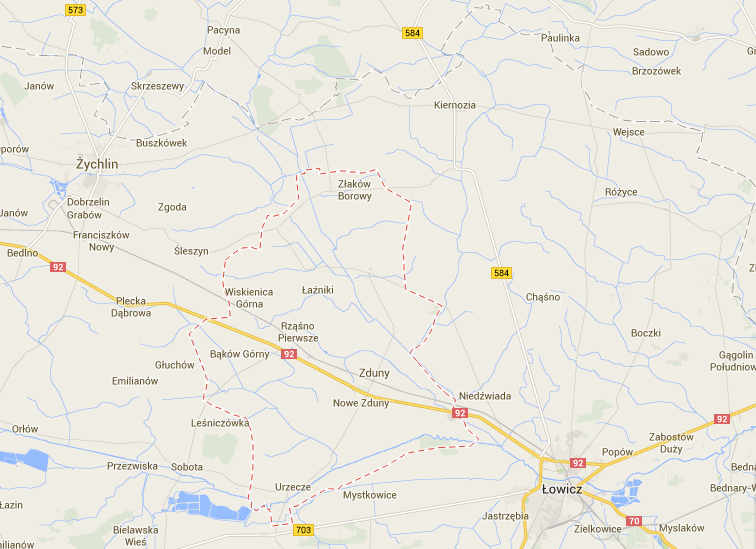 573
Pacyna
584
Paulinka
Model
Sadowo
Brzozówek
Janów
Skrzeszewy
Kiernozia
Wejsce
Buszkówek
Żychlin
Złaków
Borowy
Różyce
Dobrzelin
Grabów
Janów
Zgoda
Franciszków
Nowy
Śleszyn
Bedlno
92
584
Wiskienica
Górna
Łaźniki
Chąśno
Plecka
Dąbrowa
Rząśno
Pierwsze
Boczki
Bąków Górny
92
Gągolin
Południow
Głuchów
Emilianów
Zduny
Niedźwiada
Nowe Zduny
92
92
Leśniczówka
Orłów
Zabostów
Duży
Popów
92
Przezwiska
Sobota
Bedna
Urzecze
Mystkowice
Łowicz
Bednary-W
Łazin
Jastrzębia
70
Bielawska
Wieś
703
Zielkowice
Mysłaków
milianów